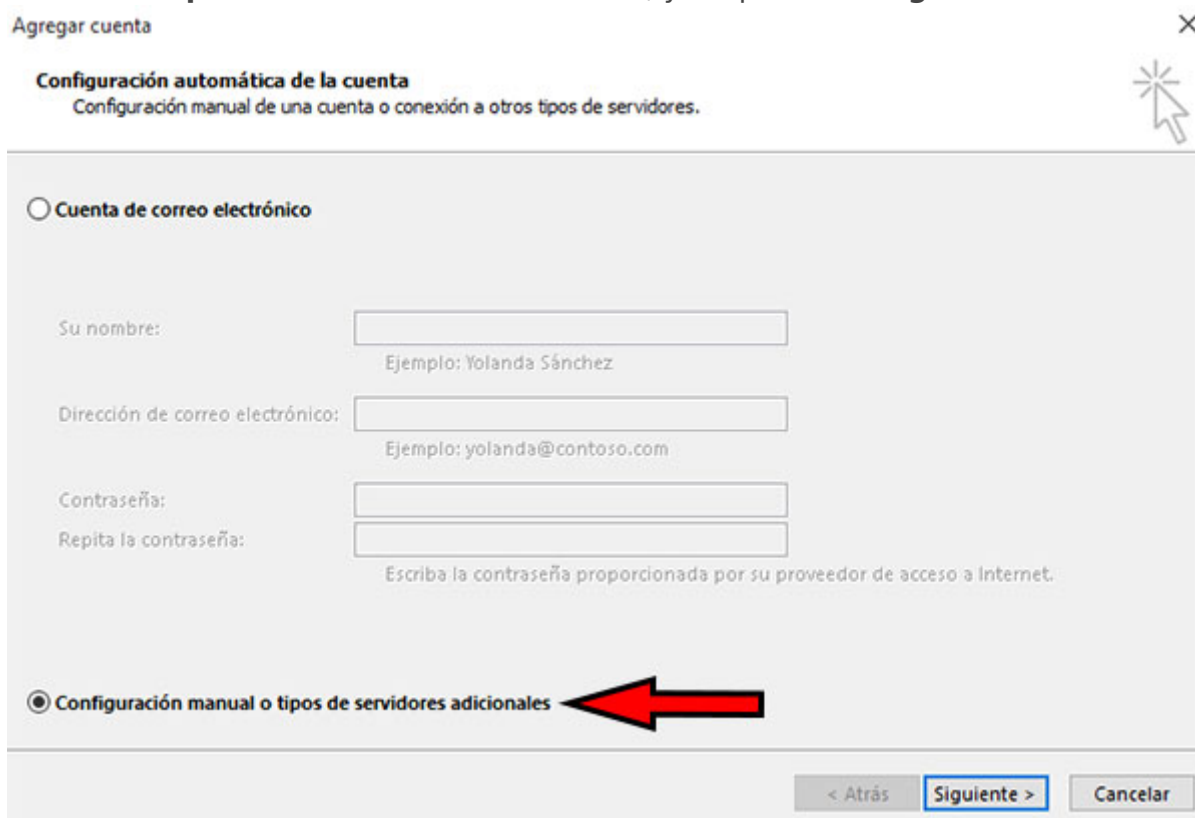 Agregar cuenta
Configuración automática de la cuenta
Configuración manual de una cuenta o conexión a otros tipos de servidores.
Cuenta de correo electrónico
Su nombre:
Ejemplo: Yolanda Sánchez
Dirección de correo electrónico:
Ejemplo: yolanda@contoso.com
Contraseña:
Repita la contraseña:
Escriba la contraseña proporcionada por su proveedor de acceso a Internet.
Configuración manual o tipos de servidores adicionales
< Atrás Siguiente > Cancelar